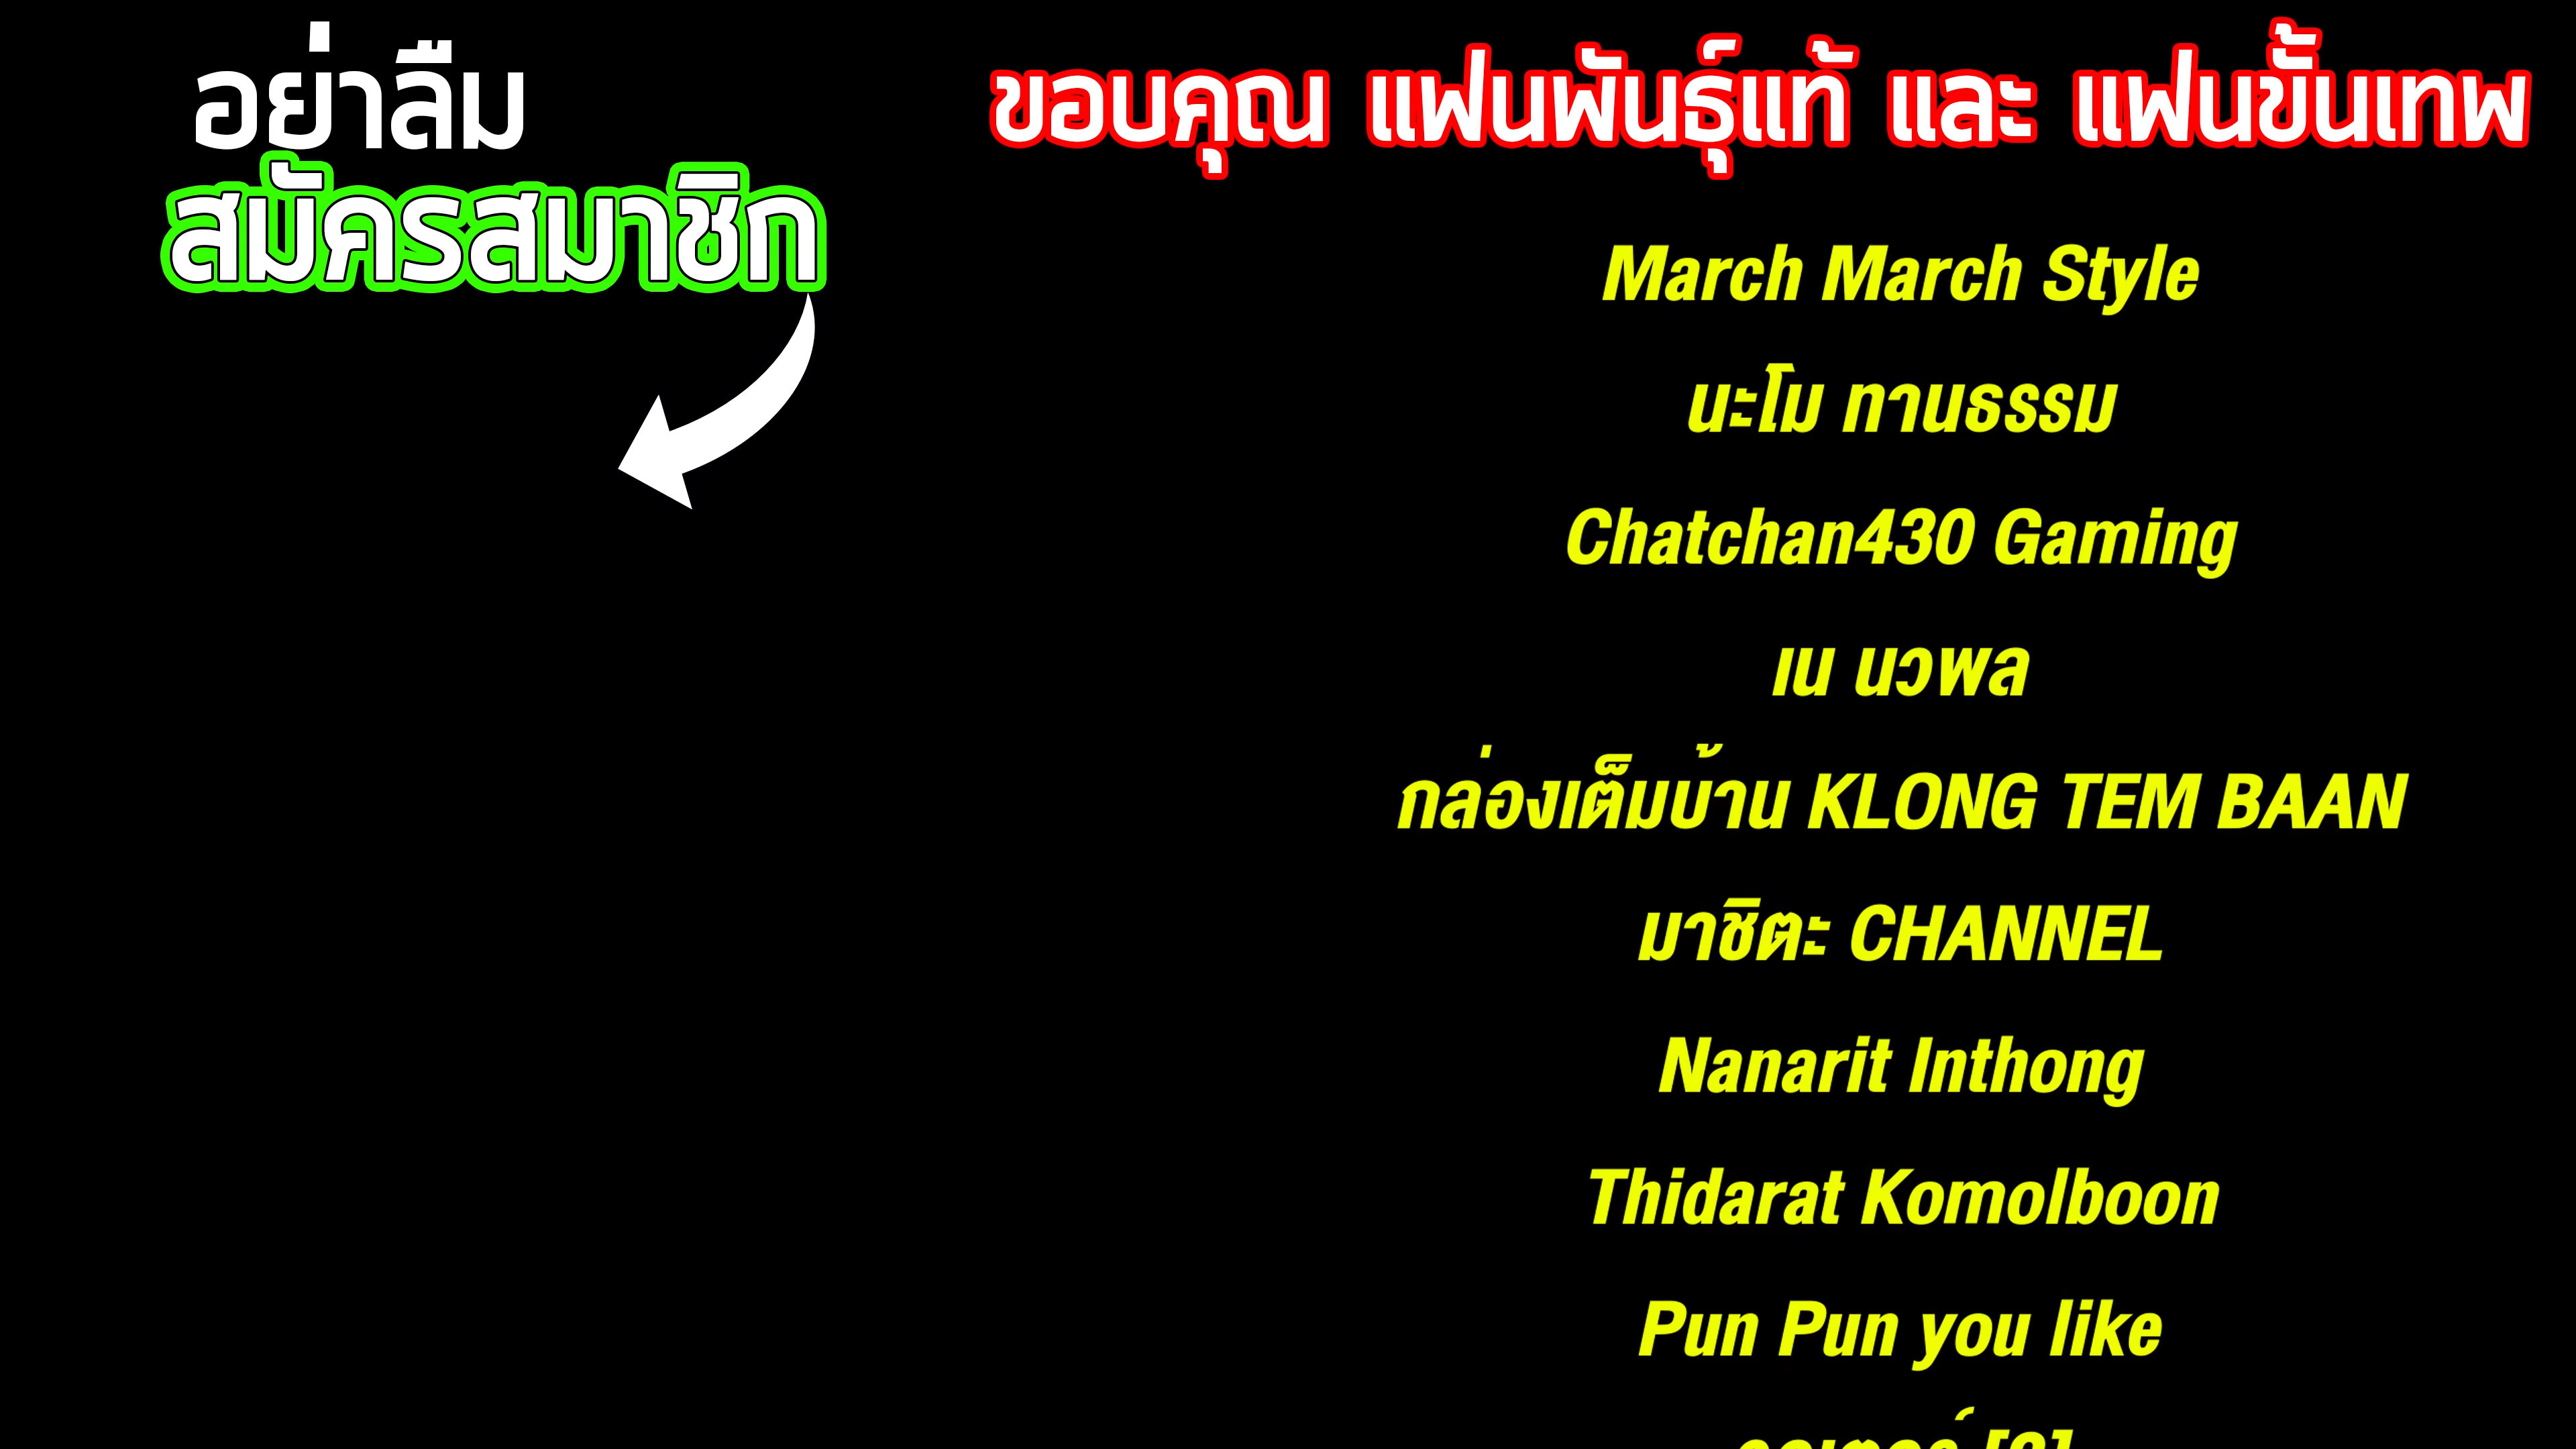 อย่าลืม
สมัครสมาชิก
ขอบคุณ แฟนพันธุ์แท้ และ แฟนขั้นเทพ
March March Style
นะโม ทานธรรม
Chatchan430 Gaming
เน นวพล
กล่องเต็มบ้าน KLONG TEM BAAN
มาชิตะ CHANNEL
Nanarit Inthong
Thidarat Komolboon
Pun Pun you like